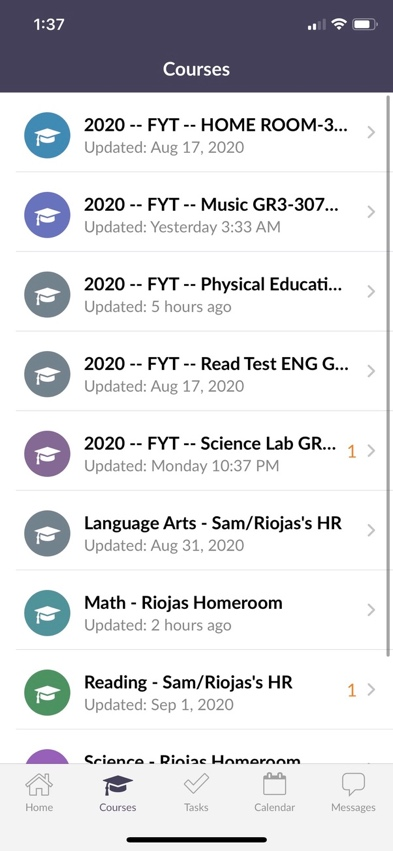 1:37
Courses
2020 -- FYT -- HOME ROOM-3...
Updated: Aug 17, 2020
2020 -- FYT -- Music GR3-307...
Updated: Yesterday 3:33 AM
2020 -- FYT -- Physical Educati...
Updated: 5 hours ago
2020 -- FYT -- Read Test ENG G...
Updated: Aug 17, 2020
2020 -- FYT -- Science Lab GR...
1
Updated: Monday 10:37 PM
Language Arts - Sam/Riojas's HR
Updated: Aug 31, 2020
Math - Riojas Homeroom
Updated: 2 hours ago
Reading - Sam/Riojas's HR
1
Updated: Sep 1, 2020
Science - Riojas Homeroom
Home
Courses
Tasks
Calendar
Messages